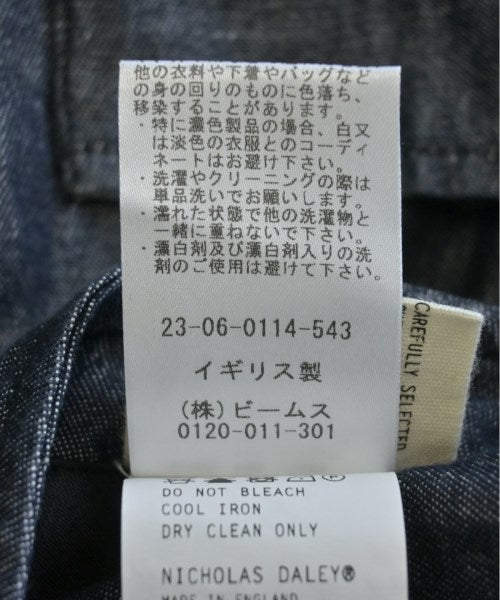 他の衣料や下着やバッグなど
の身の回りのものに色落ち、
移染することがあります。
・特に濃色製品の場合、白又
は淡色の衣服とのコーディ
ネートはお避け下さい。
・洗濯やクリーニングの際は
単品洗いでお願いします。
・濡れた状態で他の洗濯物と
一緒に重ねないで下さい。
・漂白剤及び漂白剤入りの洗
剤のご使用は避けて下さい。
23-06-0114-543
イギリス製
(株)ビームス
0120-011-301
CAREFULLY SELECTED
DO NOT BLEACH
COOL IRON
DRY CLEAN ONLY
NICHOLAS DALEY®
MADE IN ENGLAND